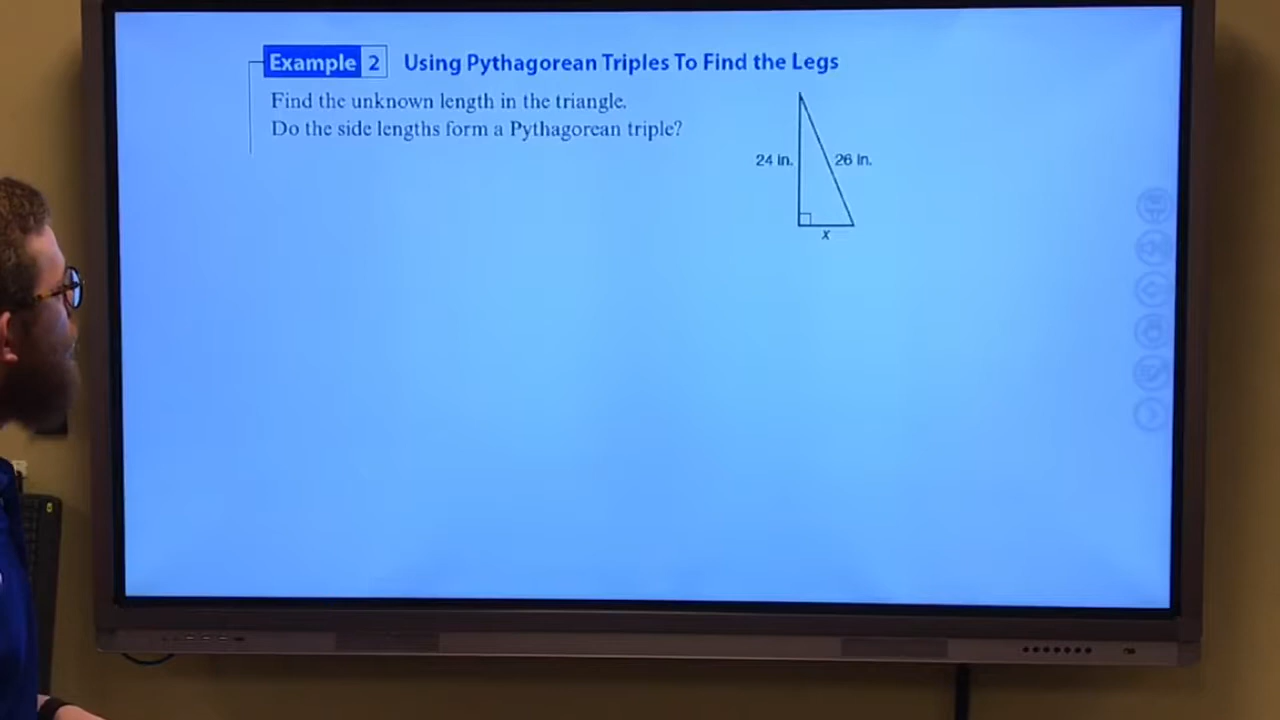 Example 2 Using Pythagorean Triples To Find the Legs
Find the unknown length in the triangle.
Do the side lengths form a Pythagorean triple?
24 in.
26 in.
x